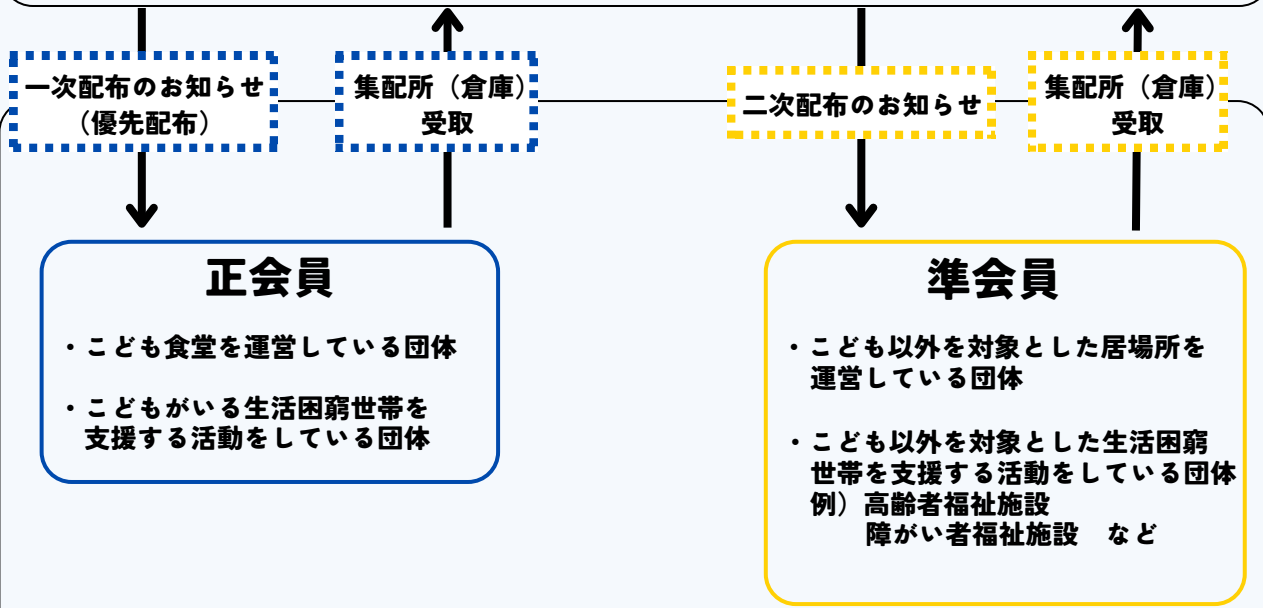 一次配布のお知らせ
（優先配布）
集配所（倉庫）
受取
二次配布のお知らせ
集配所（倉庫）
受取
正会員
・こども食堂を運営している団体
・こどもがいる生活困窮世帯を
支援する活動をしている団体
準会員
・こども以外を対象とした居場所を
運営している団体
・こども以外を対象とした生活困窮
世帯を支援する活動をしている団体
例）高齢者福祉施設
障がい者福祉施設　など